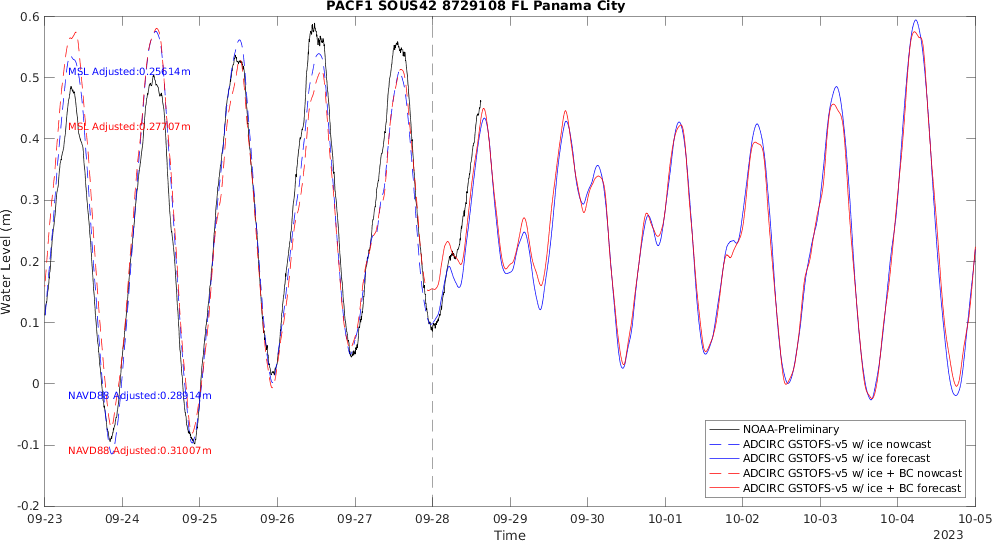 PACF1 SOUS42 8729108 FL Panama City
0.6
0.5
0.4
0.3
0.2
0.1
0
-0.1
-0.2
Water Level (m)
MSL Adjusted:0.25614m
MSL Adjusted:0.27707m
NAVD88 Adjusted:0.28914m
NAVD88 Adjusted:0.31007m
NOAA-Preliminary
ADCIRC GSTOFS-v5 w/ ice nowcast
ADCIRC GSTOFS-v5 w/ ice forecast
ADCIRC GSTOFS-v5 w/ ice + BC nowcast
ADCIRC GSTOFS-v5 w/ ice + BC forecast
09-23 09-24 09-25 09-26 09-27 09-28 09-29 09-30 10-01 10-02 10-03 10-04 10-05
Time
2023